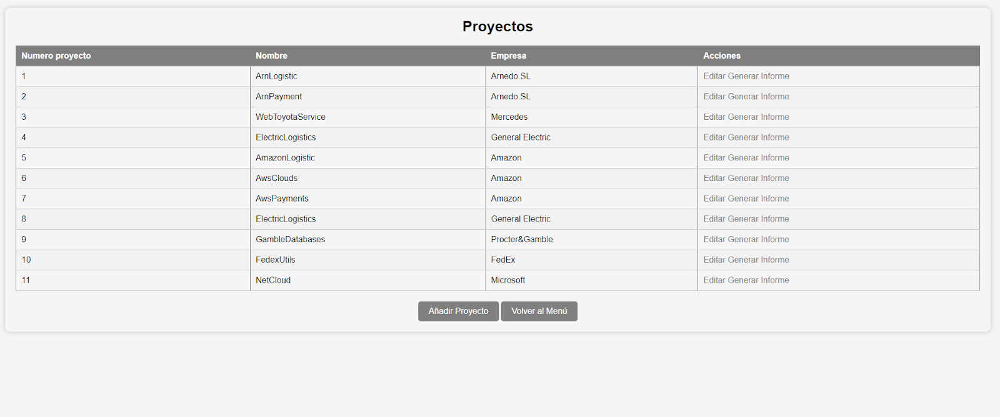 Proyectos
Numero proyecto Nombre Empresa Acciones
1 ArnLogistic Arnedo.SL Editar Generar Informe
2 ArnPayment Arnedo.SL Editar Generar Informe
3 WebToyotaService Mercedes Editar Generar Informe
4 ElectricLogistics General Electric Editar Generar Informe
5 AmazonLogistic Amazon Editar Generar Informe
6 AwsClouds Amazon Editar Generar Informe
7 AwsPayments Amazon Editar Generar Informe
8 ElectricLogistics General Electric Editar Generar Informe
9 GambleDatabases Procter&Gamble Editar Generar Informe
10 FedexUtils FedEx Editar Generar Informe
11 NetCloud Microsoft Editar Generar Informe
Añadir Proyecto Volver al Menú